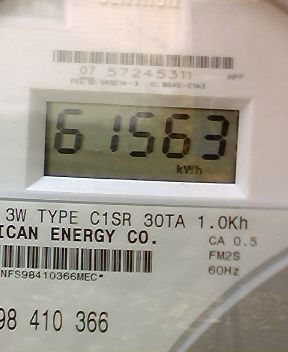 07 57245311 HPP
61563
kWh
3W TYPE C1SR 30TA 1.0Kh
ICAN ENERGY CO.
CA 0.5
FM2S
60Hz
NFS98410366MEC*
98 410 366